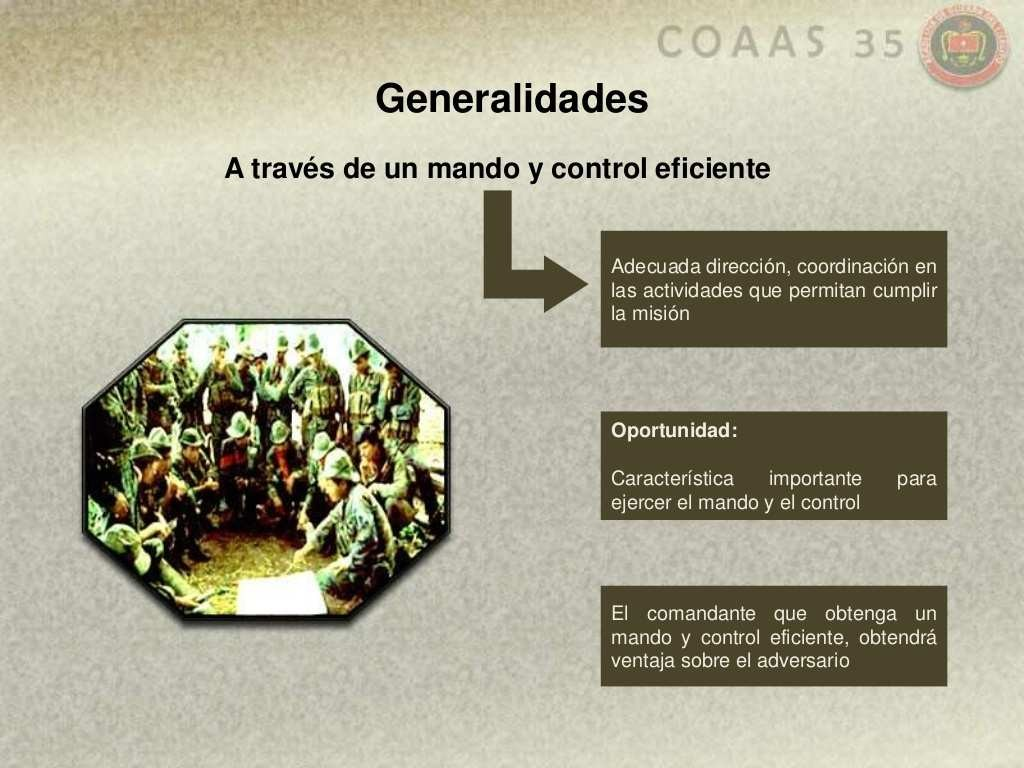 COAAS 35
Generalidades
A través de un mando y control eficiente
Adecuada dirección, coordinación en
las actividades que permitan cumplir
la misión
Oportunidad:
Característica importante para
ejercer el mando y el control
El comandante que obtenga un
mando y control eficiente, obtendrá
ventaja sobre el adversario